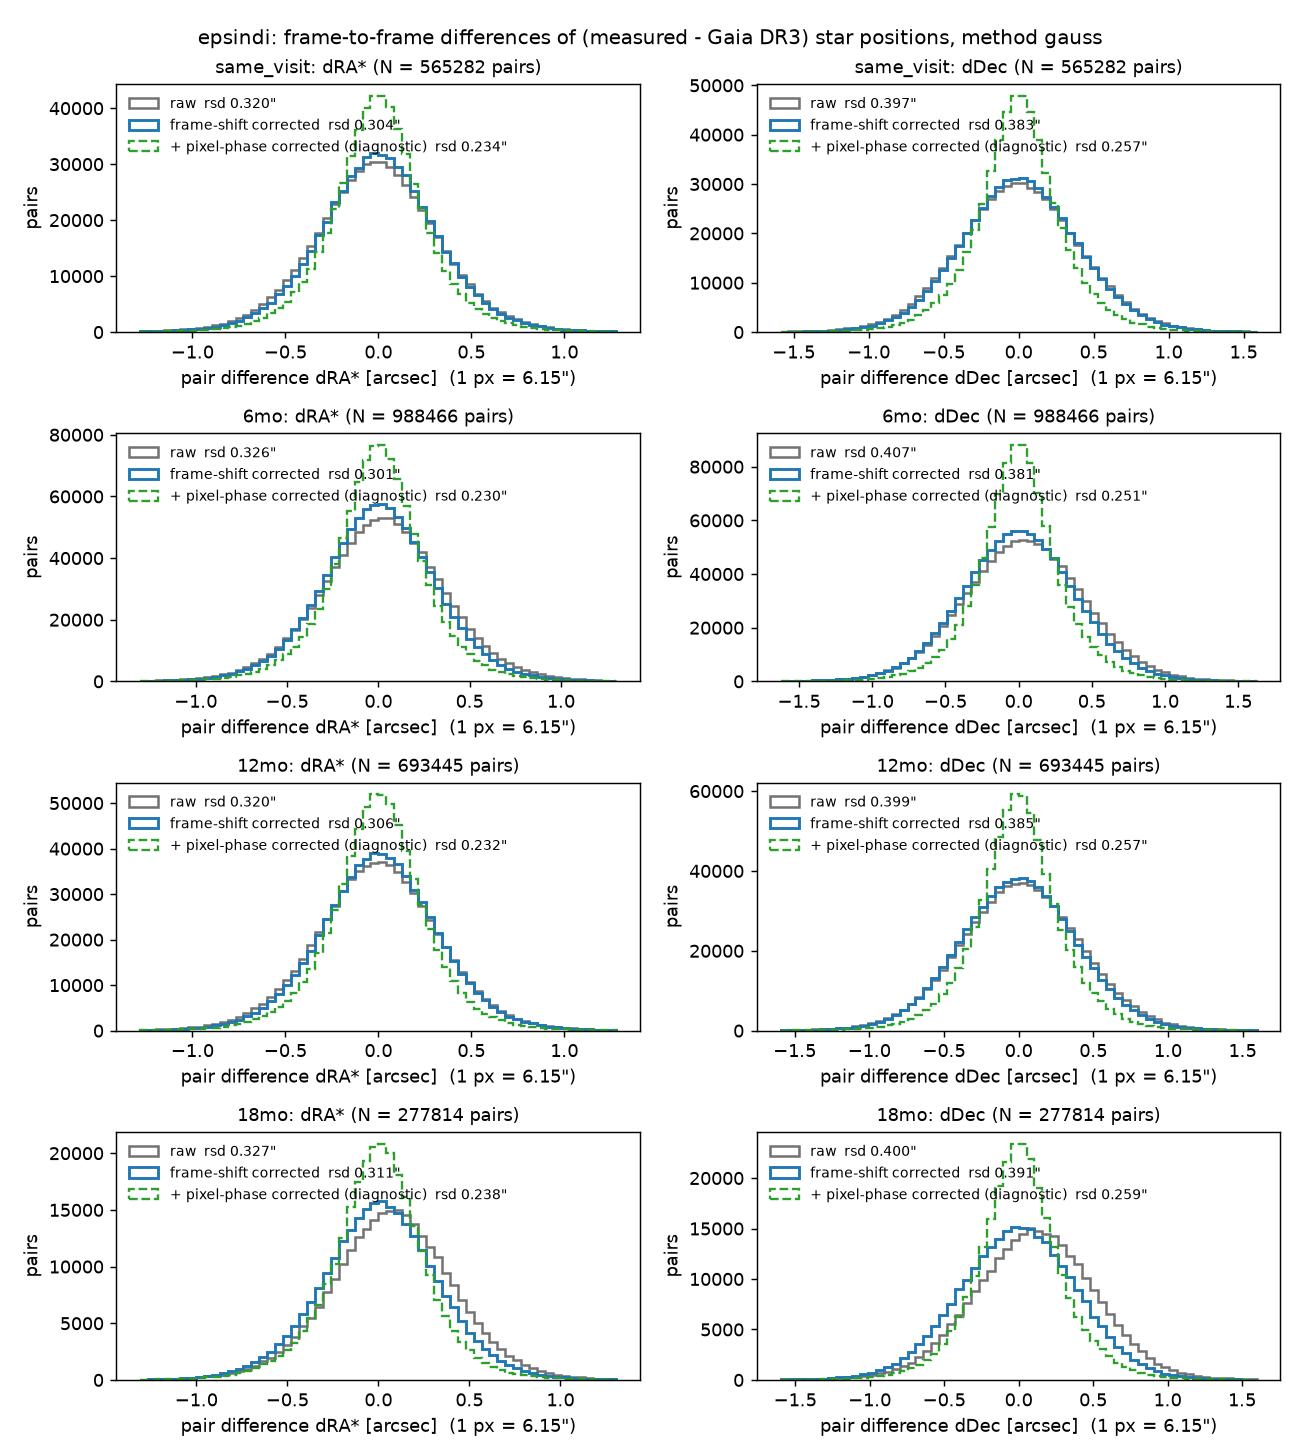 epsindi: frame-to-frame differences of (measured - Gaia DR3) star positions, method gauss
same_visit: dRA* (N = 565282 pairs)
raw  rsd 0.320"
frame-shift corrected  rsd 0.304"
+ pixel-phase corrected (diagnostic)  rsd 0.234"
40000
30000
20000
10000
0
pairs
−1.0 −0.5 0.0 0.5 1.0
pair difference dRA* [arcsec]  (1 px = 6.15")
same_visit: dDec (N = 565282 pairs)
raw  rsd 0.397"
frame-shift corrected  rsd 0.383"
+ pixel-phase corrected (diagnostic)  rsd 0.257"
50000
40000
30000
20000
10000
0
pairs
−1.5 −1.0 −0.5 0.0 0.5 1.0 1.5
pair difference dDec [arcsec]  (1 px = 6.15")
6mo: dRA* (N = 988466 pairs)
raw  rsd 0.326"
frame-shift corrected  rsd 0.301"
+ pixel-phase corrected (diagnostic)  rsd 0.230"
80000
60000
40000
20000
0
pairs
−1.0 −0.5 0.0 0.5 1.0
pair difference dRA* [arcsec]  (1 px = 6.15")
6mo: dDec (N = 988466 pairs)
raw  rsd 0.407"
frame-shift corrected  rsd 0.381"
+ pixel-phase corrected (diagnostic)  rsd 0.251"
80000
60000
40000
20000
0
pairs
−1.5 −1.0 −0.5 0.0 0.5 1.0 1.5
pair difference dDec [arcsec]  (1 px = 6.15")
12mo: dRA* (N = 693445 pairs)
raw  rsd 0.320"
frame-shift corrected  rsd 0.306"
+ pixel-phase corrected (diagnostic)  rsd 0.232"
50000
40000
30000
20000
10000
0
pairs
−1.0 −0.5 0.0 0.5 1.0
pair difference dRA* [arcsec]  (1 px = 6.15")
12mo: dDec (N = 693445 pairs)
raw  rsd 0.399"
frame-shift corrected  rsd 0.385"
+ pixel-phase corrected (diagnostic)  rsd 0.257"
60000
40000
20000
0
pairs
−1.5 −1.0 −0.5 0.0 0.5 1.0 1.5
pair difference dDec [arcsec]  (1 px = 6.15")
18mo: dRA* (N = 277814 pairs)
raw  rsd 0.327"
frame-shift corrected  rsd 0.311"
+ pixel-phase corrected (diagnostic)  rsd 0.238"
20000
15000
10000
5000
0
pairs
−1.0 −0.5 0.0 0.5 1.0
pair difference dRA* [arcsec]  (1 px = 6.15")
18mo: dDec (N = 277814 pairs)
raw  rsd 0.400"
frame-shift corrected  rsd 0.391"
+ pixel-phase corrected (diagnostic)  rsd 0.259"
20000
15000
10000
5000
0
pairs
−1.5 −1.0 −0.5 0.0 0.5 1.0 1.5
pair difference dDec [arcsec]  (1 px = 6.15")